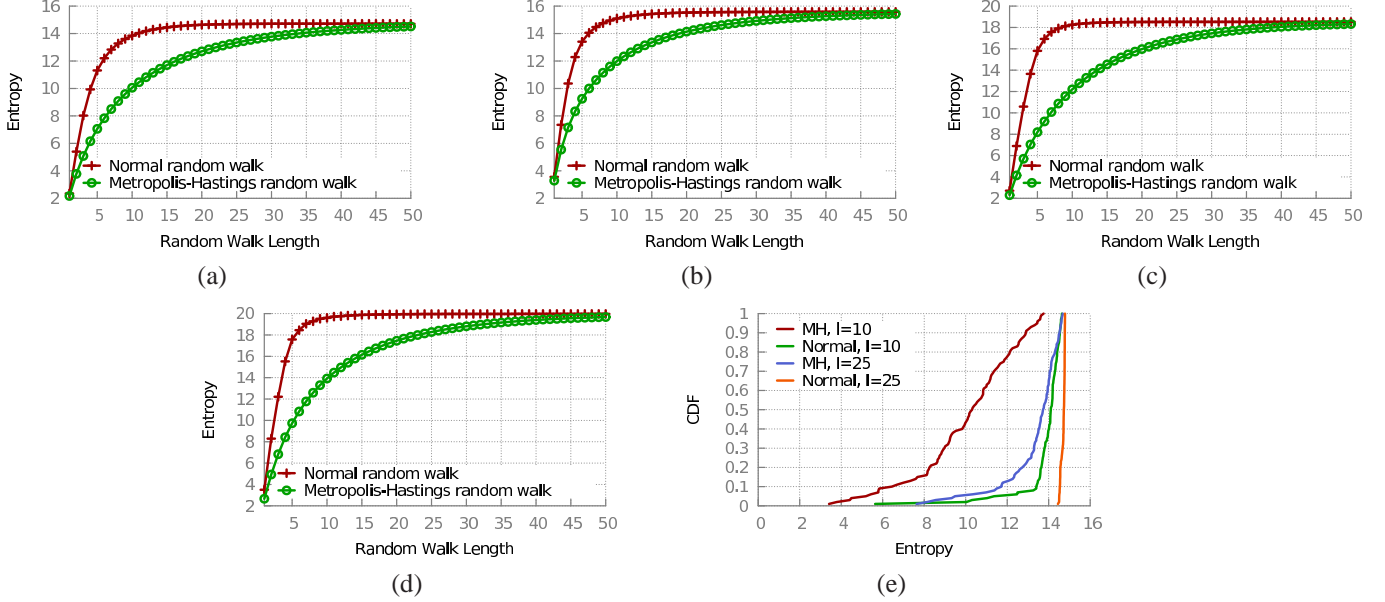 16
14
12
10
8
6
4
2
Entropy
Normal random walk
Metropolis-Hastings random walk
5 10 15 20 25 30 35 40 45 50
Random Walk Length
(a)
16
14
12
10
8
6
4
2
Entropy
Normal random walk
Metropolis-Hastings random walk
5 10 15 20 25 30 35 40 45 50
Random Walk Length
(b)
20
18
16
14
12
10
8
6
4
2
Entropy
Normal random walk
Metropolis-Hastings random walk
5 10 15 20 25 30 35 40 45 50
Random Walk Length
(c)
20
18
16
14
12
10
8
6
4
2
Entropy
Normal random walk
Metropolis-Hastings random walk
5 10 15 20 25 30 35 40 45 50
Random Walk Length
(d)
1
0.9
0.8
0.7
0.6
0.5
0.4
0.3
0.2
0.1
0
CDF
MH, l=10
Normal, l=10
MH, l=25
Normal, l=25
0 2 4 6 8 10 12 14 16
Entropy
(e)